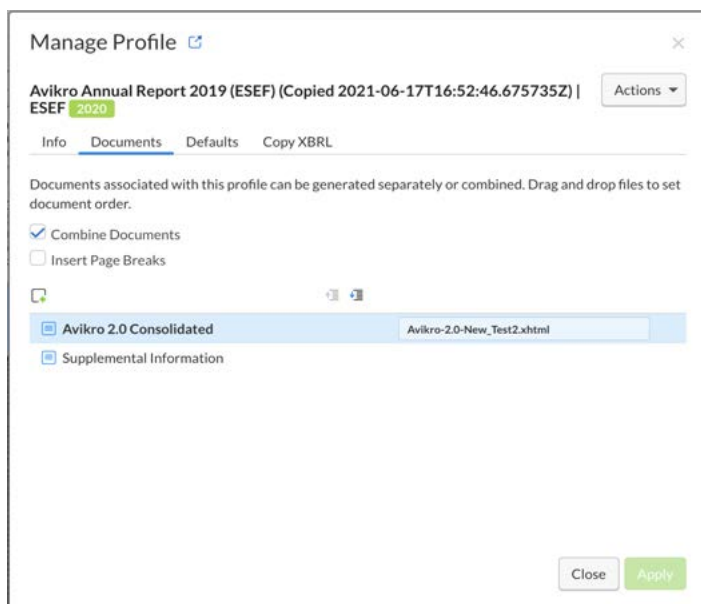 Manage Profile
Avikro Annual Report 2019 (ESEF) (Copied 2021-06-17T16:52:46.675735Z) |
ESEF 2020
Actions
Info Documents Defaults Copy XBRL
Documents associated with this profile can be generated separately or combined. Drag and drop files to set
document order.
Combine Documents
Insert Page Breaks
Avikro 2.0 Consolidated Avikro-2.0-New_Test2.xhtml
Supplemental Information
Close Apply